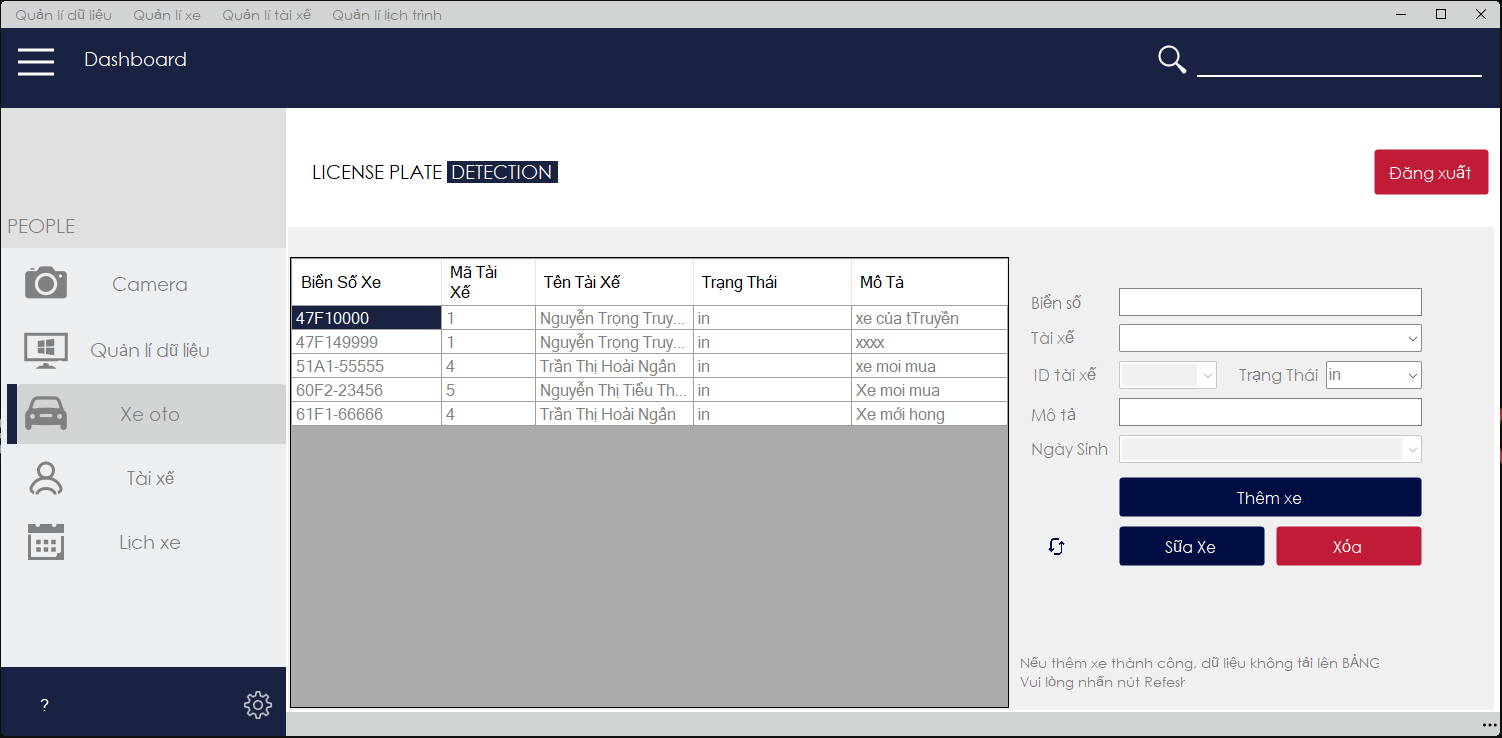 Quản lí dữ liệu Quản lí xe Quản lí tài xế Quản lí lịch trình
Dashboard
LICENSE PLATE DETECTION
Đăng xuất
PEOPLE
Camera
Quản lí dữ liệu
Xe oto
Tài xế
Lịch xe
?
Biển Số Xe Mã Tài Xế Tên Tài Xế Trạng Thái Mô Tả
47F10000 1 Nguyễn Trọng Truy... in xe của tTruyền
47F149999 1 Nguyễn Trọng Truy... in xxxx
51A1-55555 4 Trần Thị Hoài Ngân in xe moi mua
60F2-23456 5 Nguyễn Thị Tiểu Th... in Xe moi mua
61F1-66666 4 Trần Thị Hoài Ngân in Xe mới hong
Biển số
Tài xế
ID tài xế Trạng Thái in
Mô tả
Ngày Sinh
Thêm xe
Sữa Xe Xóa
Nếu thêm xe thành công, dữ liệu không tải lên BẢNG
Vui lòng nhấn nút Refesr